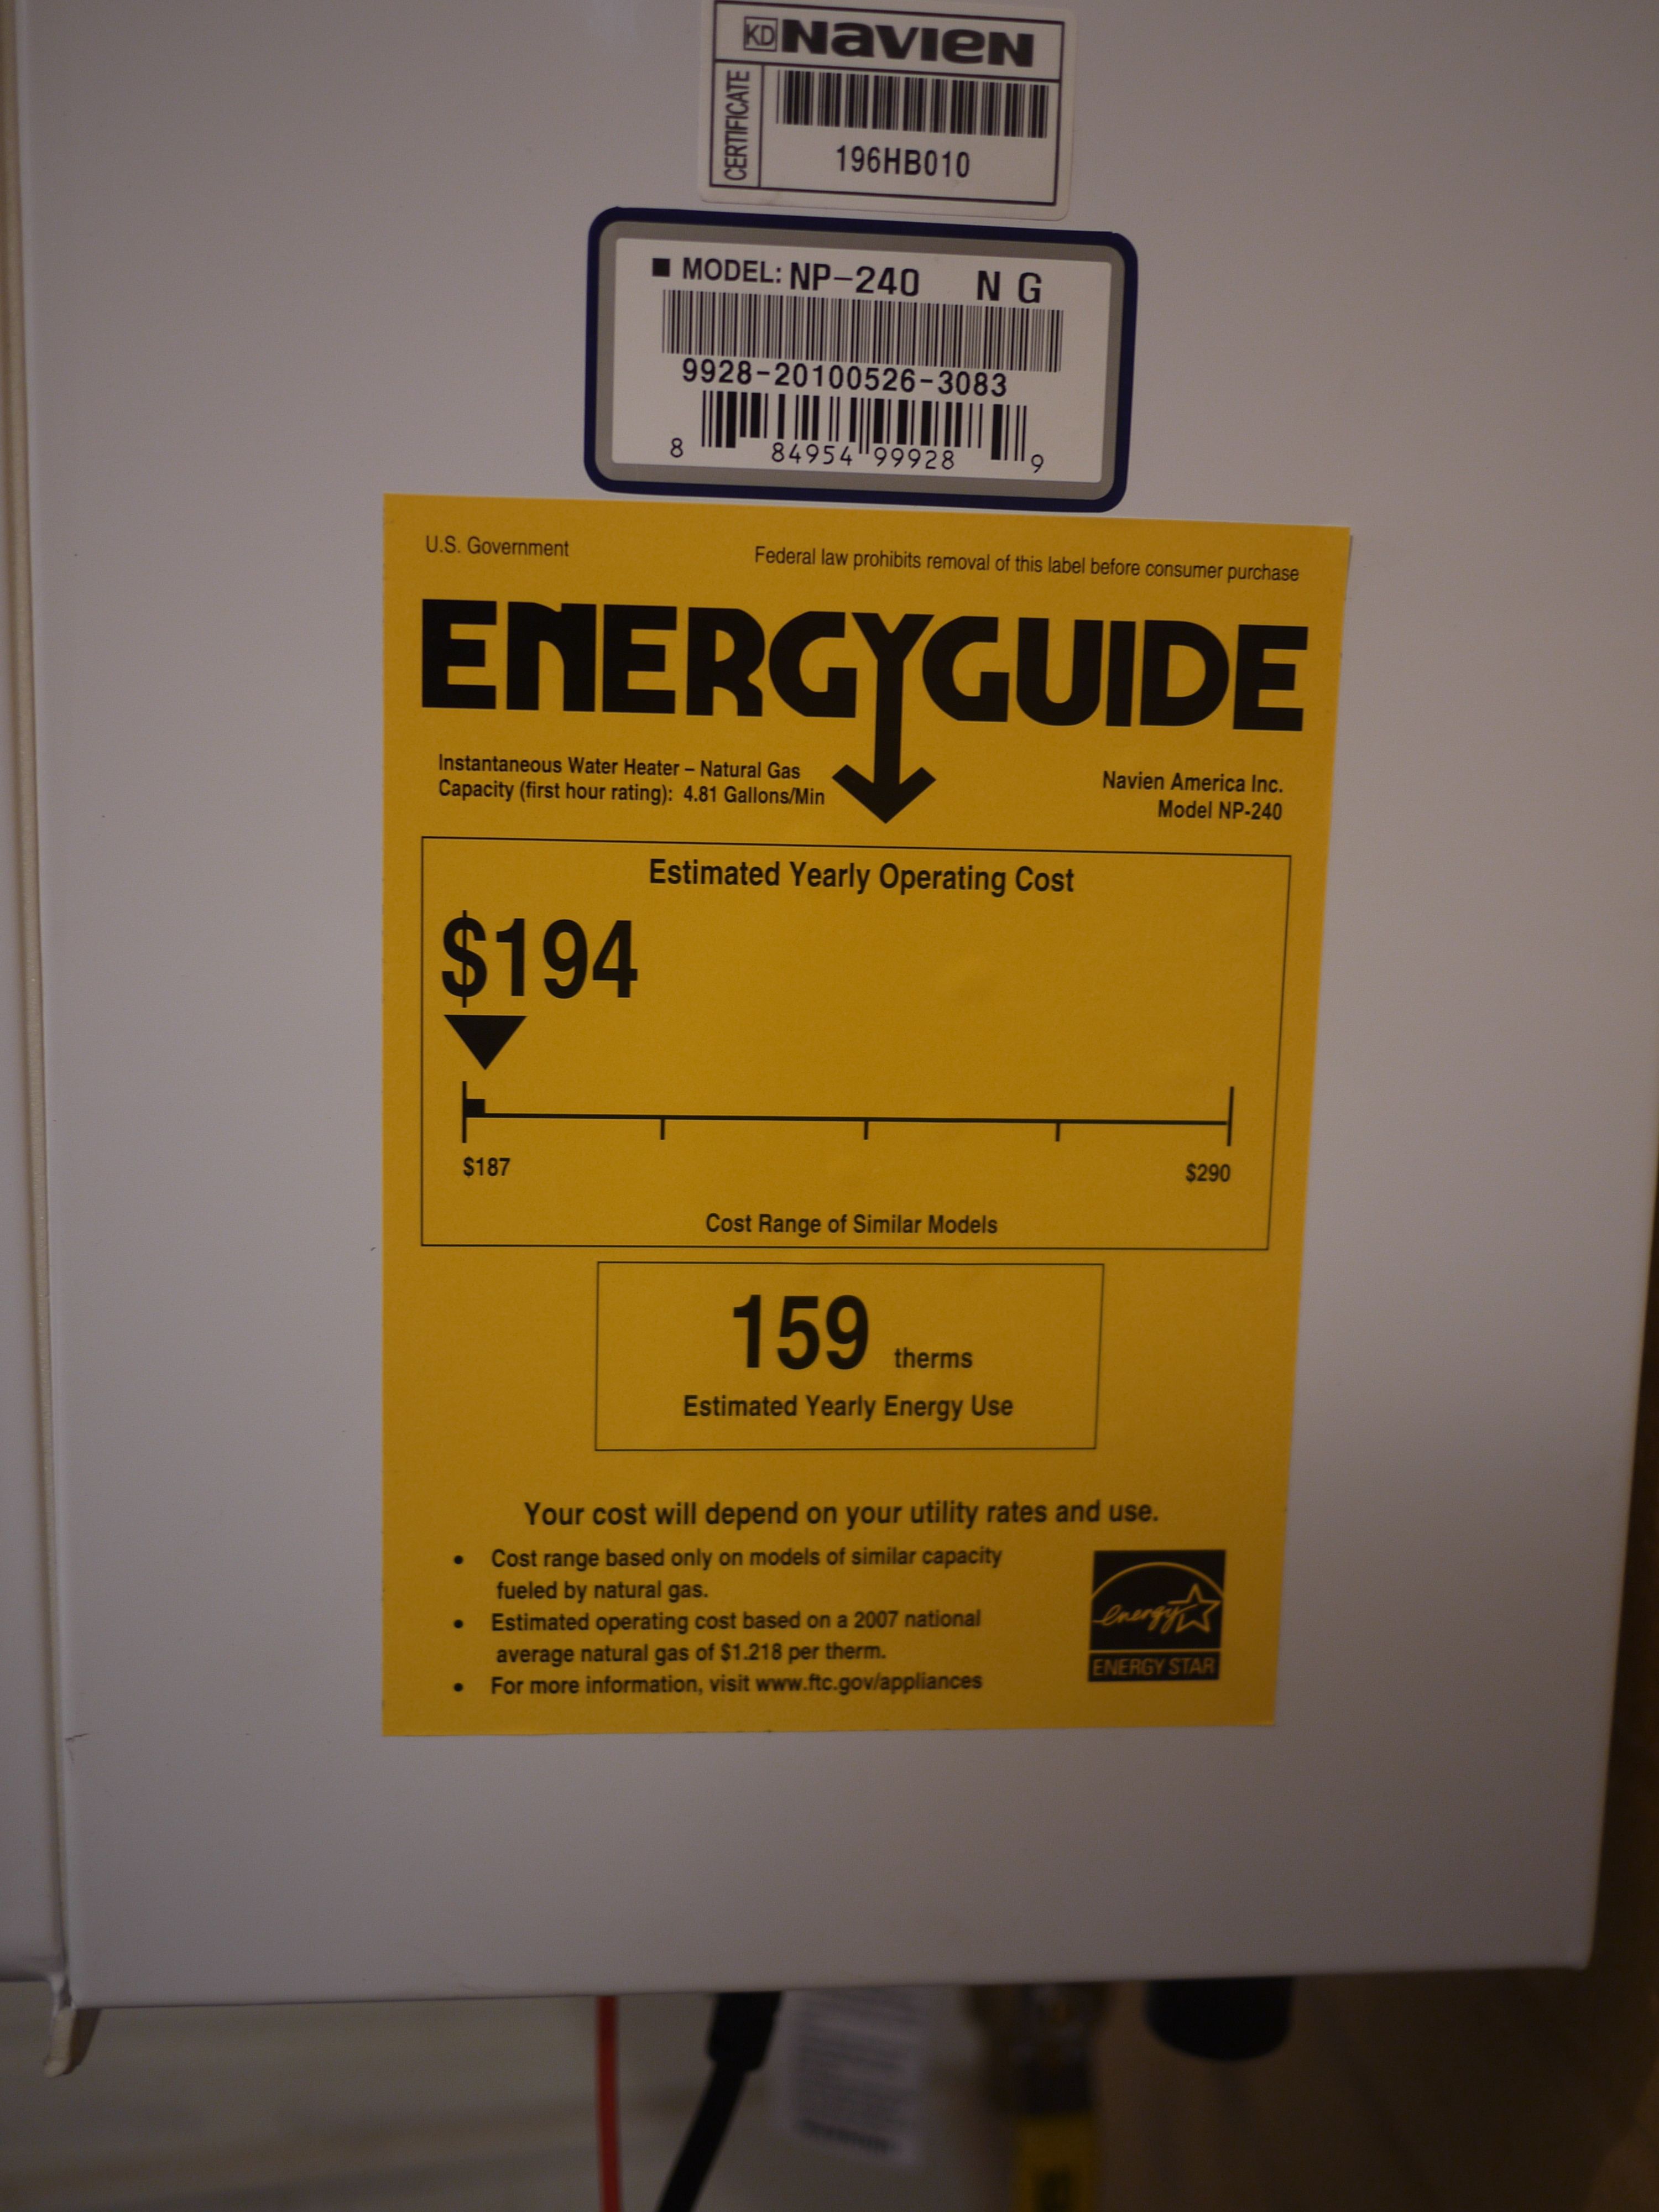 KD NAVIEN
CERTIFICATE
196HB010
MODEL: NP-240 NG
9928-20100526-3083
8 84954 99928 9
U.S. Government
Federal law prohibits removal of this label before consumer purchase
ENERGYGUIDE
Instantaneous Water Heater – Natural Gas
Capacity (first hour rating): 4.81 Gallons/Min
Navien America Inc.
Model NP-240
Estimated Yearly Operating Cost
$194
$187
$290
Cost Range of Similar Models
159 therms
Estimated Yearly Energy Use
Your cost will depend on your utility rates and use.
• Cost range based only on models of similar capacity
fueled by natural gas.
• Estimated operating cost based on a 2007 national
average natural gas of $1.218 per therm.
• For more information, visit www.ftc.gov/appliances
energy
ENERGY STAR